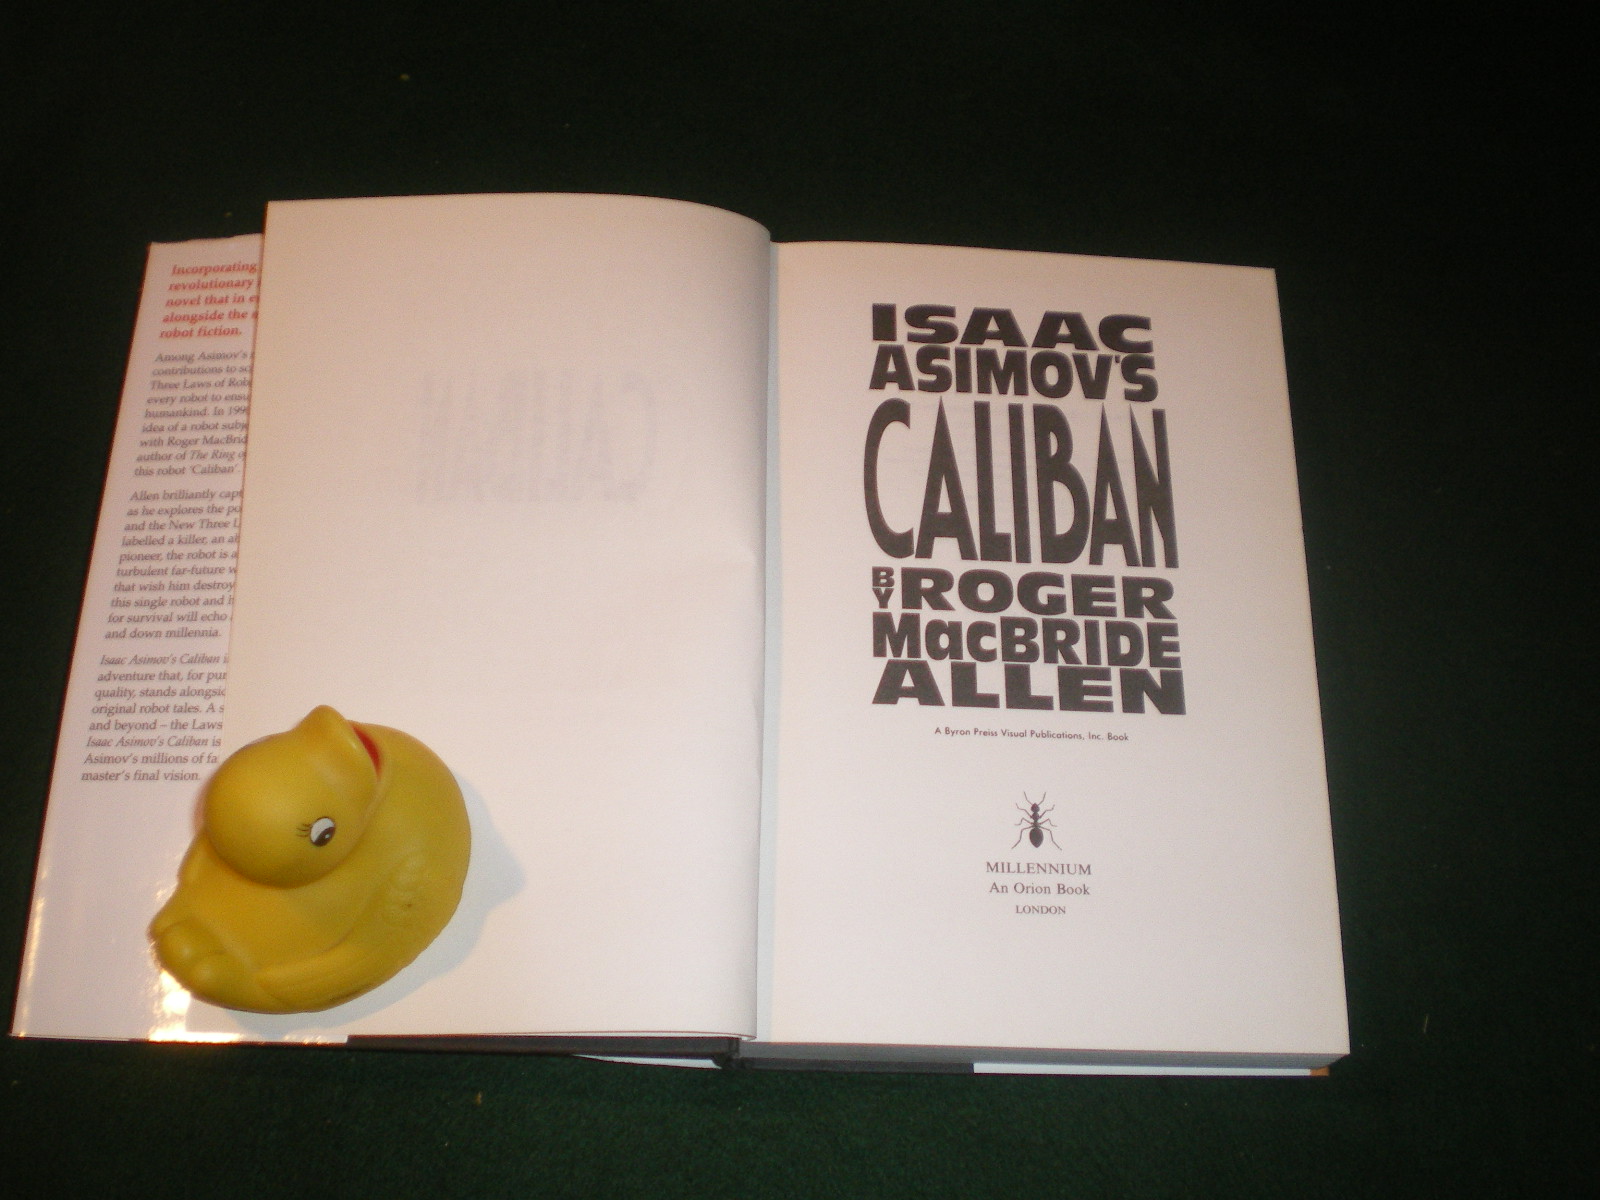 Incorporating
revolutionary
novel that in
alongside the
robot fiction.
Among Asimov's
contributions to
Three Laws of
every robot to
humankind. In
idea of a robot
with Roger
author of The Ring
this robot 'Caliban'.
Allen brilliantly
as he explores the
and the New Three
labelled a killer, an
pioneer, the robot is
turbulent far-future
that wish him
this single robot and
for survival will echo
and down millennia.
Isaac Asimov's Caliban
adventure that, for
quality, stands
original robot tales. A
and beyond – the Laws
Isaac Asimov's Caliban is
Asimov's millions of
master's final vision.
ISAAC
ASIMOV'S
CALIBAN
BY ROGER
MacBRIDE
ALLEN
A Byron Preiss Visual Publications, Inc. Book
MILLENNIUM
An Orion Book
LONDON